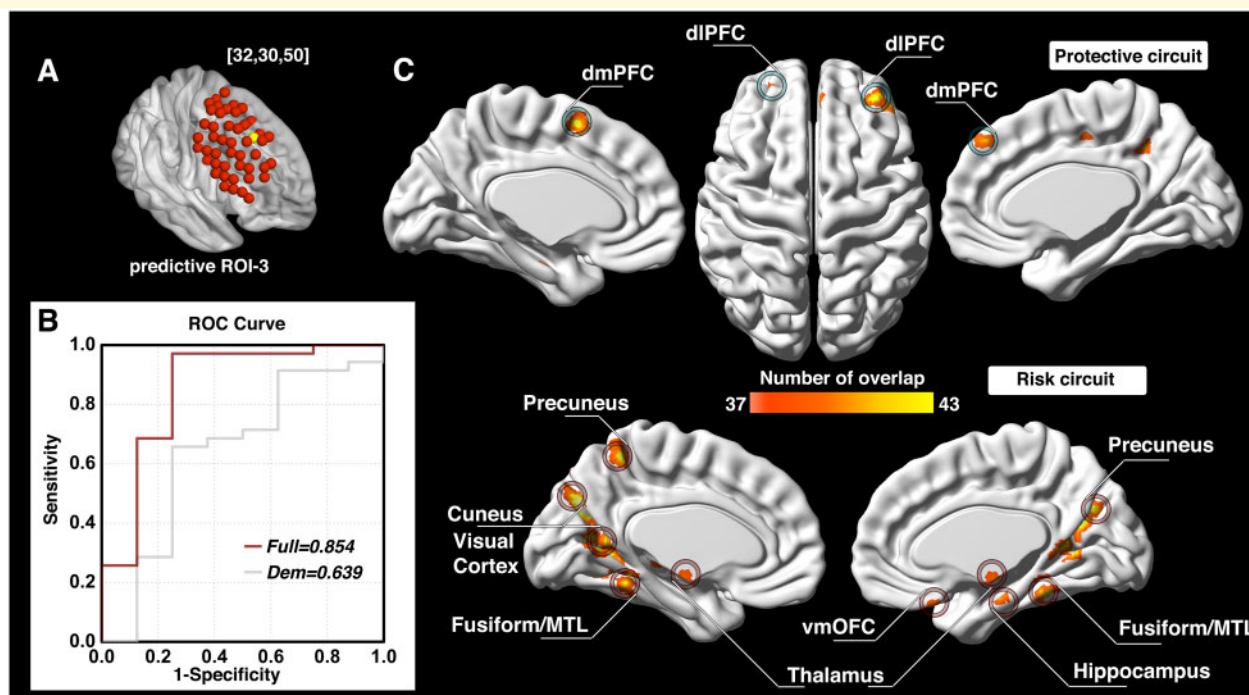 A
[32,30,50]
predictive ROI-3
B
ROC Curve
Sensitivity
1.0
0.8
0.6
0.4
0.2
0.0
Full=0.854
Dem=0.639
0.0 0.2 0.4 0.6 0.8 1.0
1-Specificity
C
dmPFC
dlPFC
dlPFC
Protective circuit
dmPFC
Number of overlap
37
43
Risk circuit
Precuneus
Cuneus
Visual
Cortex
Fusiform/MTL
Precuneus
vmOFC
Fusiform/MTL
Thalamus
Hippocampus